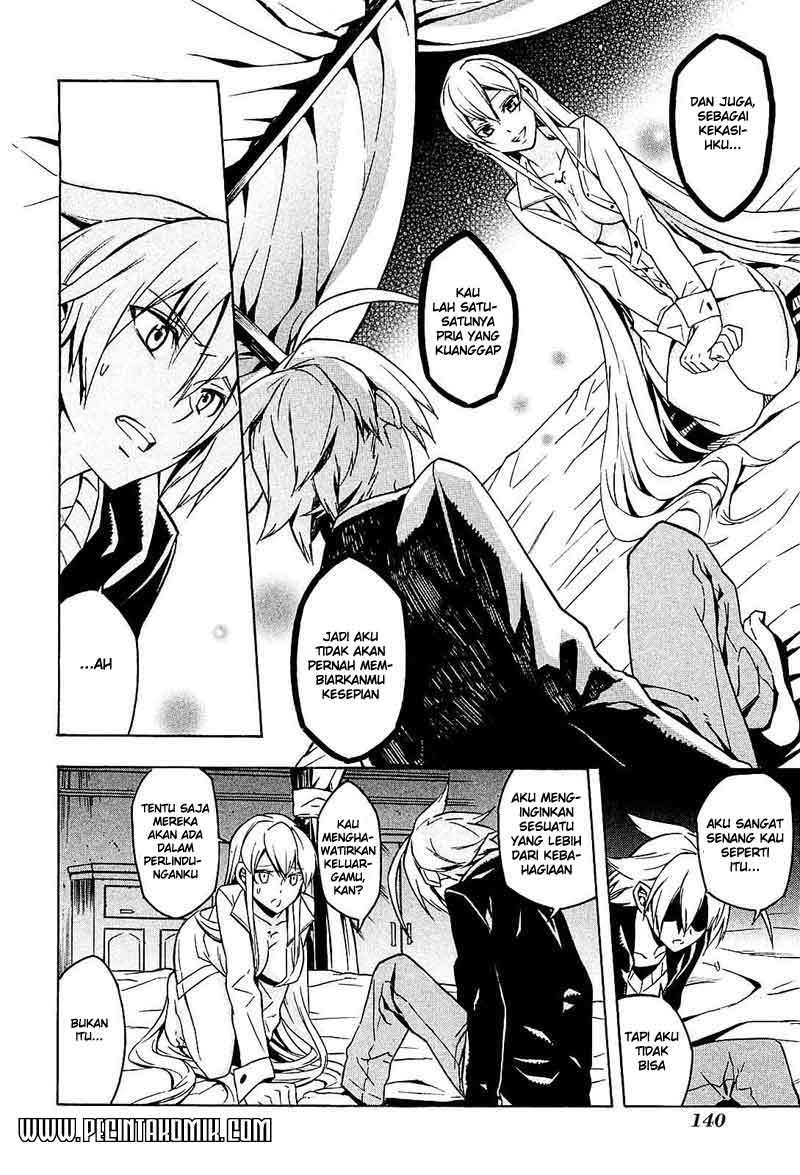 DAN JUGA,
SEBAGAI
KEKASI-
HKU...
KAU
LAH SATU-
SATUNYA
PRIA YANG
KUANGGAP
JADI AKU
TIDAK AKAN
PERNAH MEM-
BIARKANMU
KESEPIAN
...AH
AKU SANGAT
SENANG KAU
SEPERTI
ITU...
TAPI AKU
TIDAK
BISA
AKU MENG-
INGINKAN
SESUATU
YANG LEBIH
DARI KEBA-
HAGIAAN
KAU
MENGHA-
WATIRKAN
KELUAR-
GAMU,
KAN?
TENTU SAJA
MEREKA
AKAN ADA
DALAM
PERLINDU-
NGANKU
BUKAN
ITU...
140
WWW.PECINTAKOMIK.COM